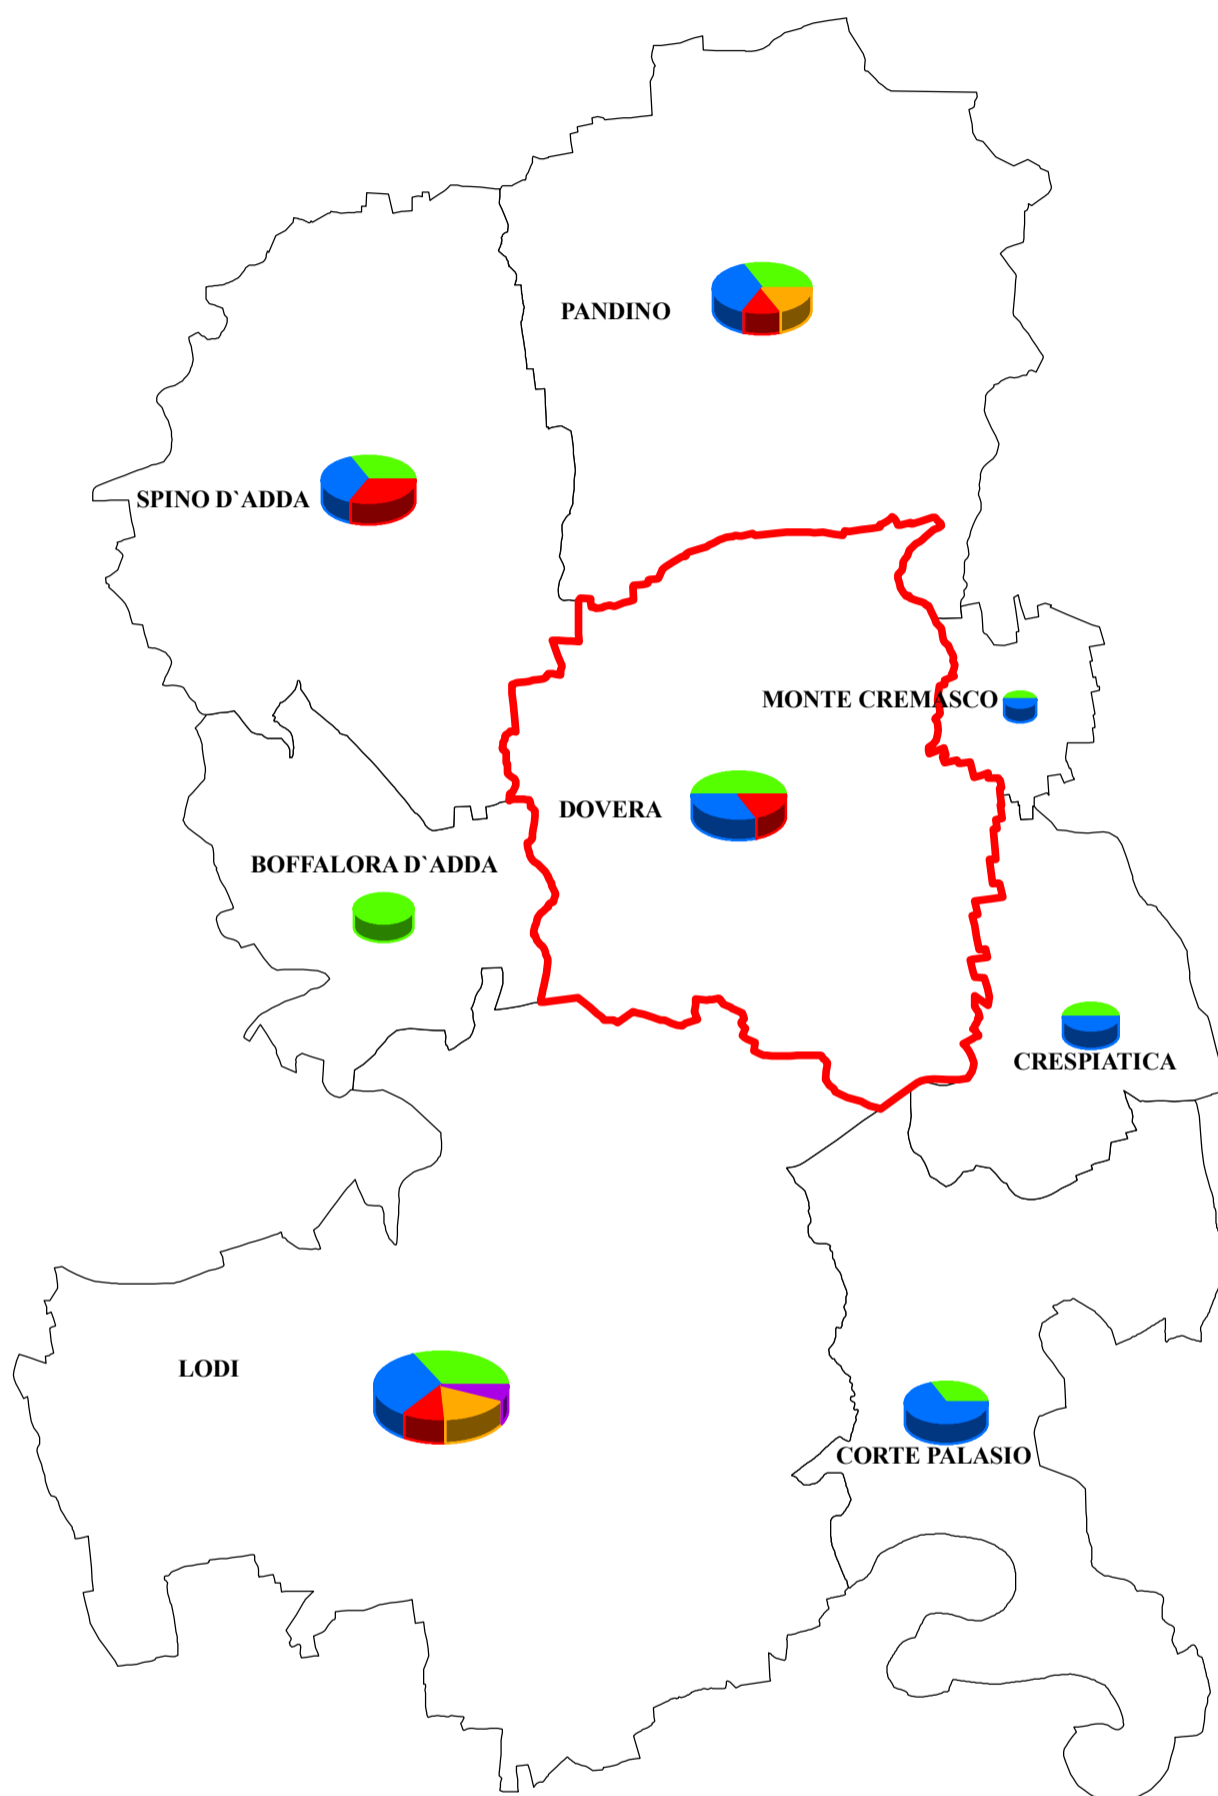 PANDINO
SPINO D`ADDA
MONTE CREMASCO
DOVERA
BOFFALORA D`ADDA
CRESPIATICA
LODI
CORTE PALASIO